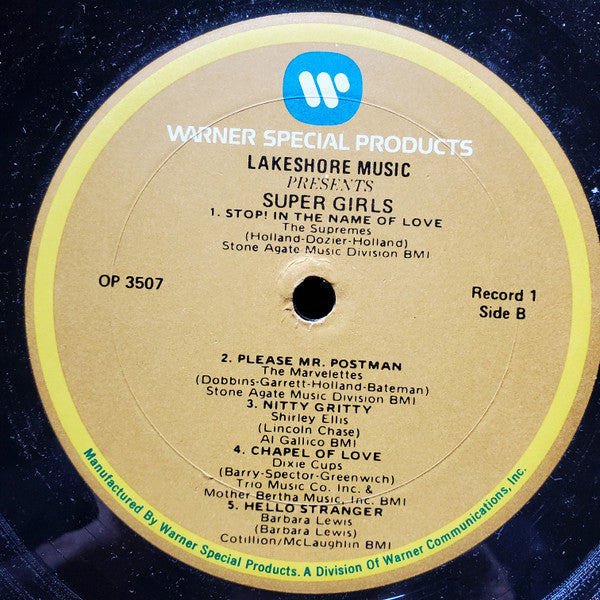 WARNER SPECIAL PRODUCTS
LAKESHORE MUSIC
PRESENTS
SUPER GIRLS
1. STOP! IN THE NAME OF LOVE
The Supremes
(Holland-Dozier-Holland)
Stone Agate Music Division BMI
OP 3507
Record 1
Side B
2. PLEASE MR. POSTMAN
The Marvelettes
(Dobbins-Garrett-Holland-Bateman)
Stone Agate Music Division BMI
3. NITTY GRITTY
Shirley Ellis
(Lincoln Chase)
Al Gallico BMI
4. CHAPEL OF LOVE
Dixie Cups
(Barry-Spector-Greenwich)
Trio Music Co. Inc. &
Mother Bertha Music, Inc. BMI
5. HELLO STRANGER
Barbara Lewis
(Barbara Lewis)
Cotillion/McLaughlin BMI
Manufactured By Warner Special Products. A Division Of Warner Communications, Inc.